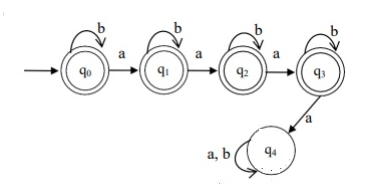 b b b b
a a a
q0 q1 q2 q3
a
a, b q4